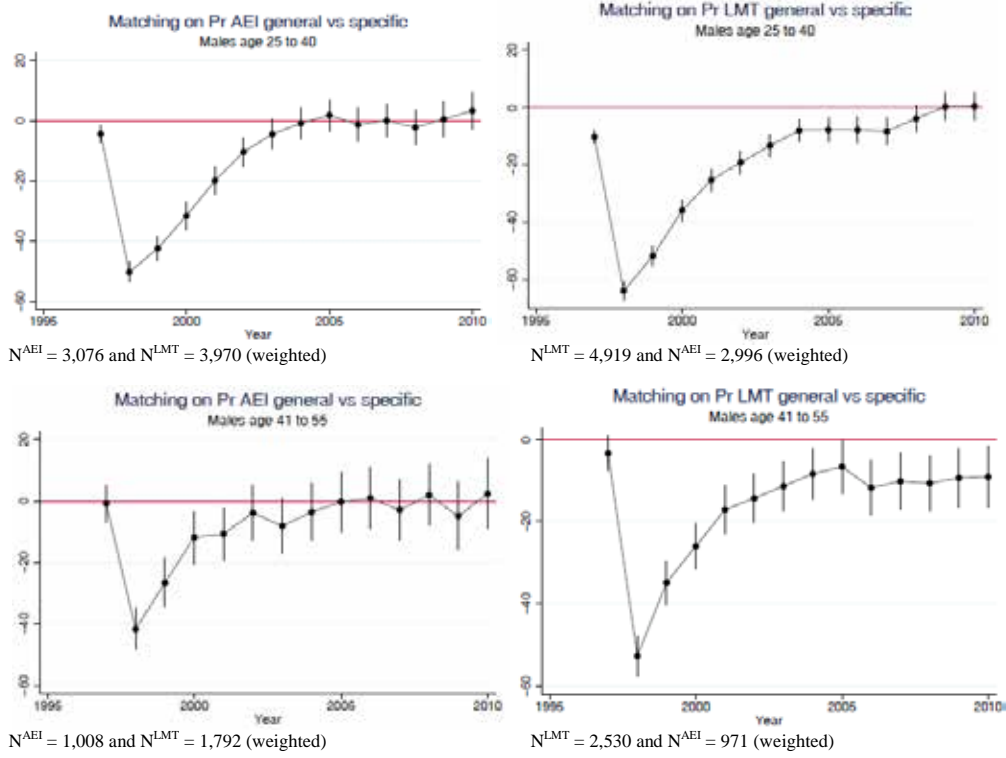 Matching on Pr AEI general vs specific
Males age 25 to 40
20
0
-20
-40
-60
1995
2000
2005
2010
Year
N^AEI = 3,076 and N^LMT = 3,970 (weighted)
Matching on Pr LMT general vs specific
Males age 25 to 40
20
0
-20
-40
-60
1995
2000
2005
2010
Year
N^LMT = 4,919 and N^AEI = 2,996 (weighted)
Matching on Pr AEI general vs specific
Males age 41 to 55
20
0
-20
-40
-60
1995
2000
2005
2010
Year
N^AEI = 1,008 and N^LMT = 1,792 (weighted)
Matching on Pr LMT general vs specific
Males age 41 to 55
0
-20
-40
-60
1995
2000
2005
2010
Year
N^LMT = 2,530 and N^AEI = 971 (weighted)